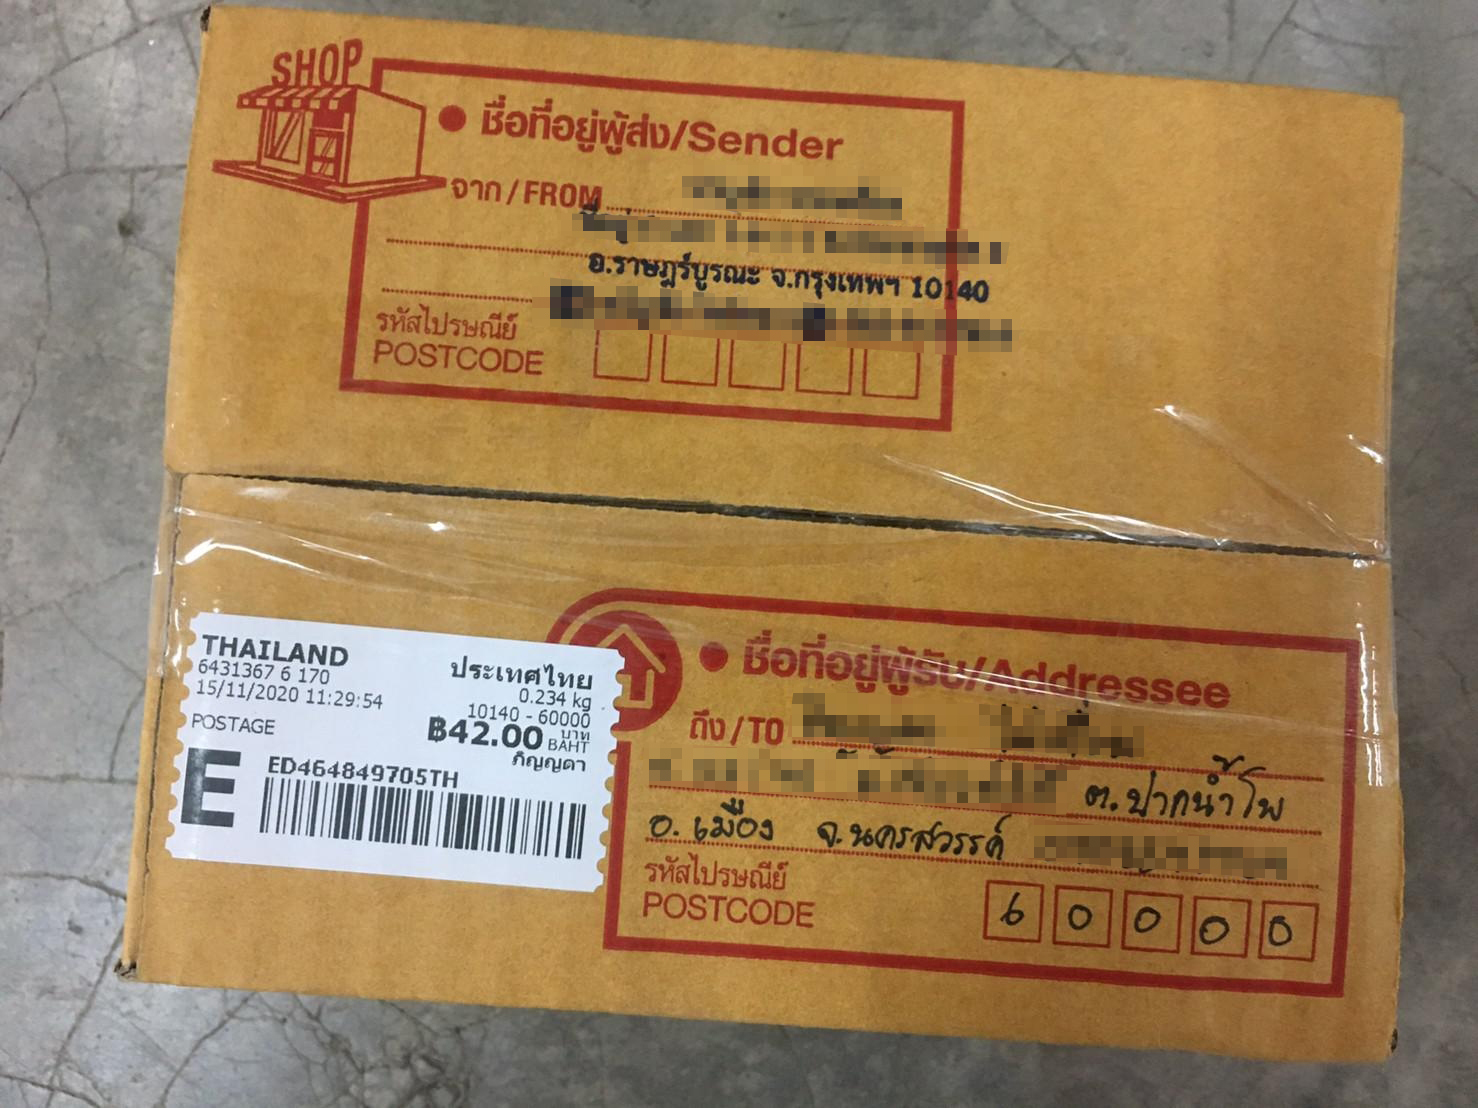 SHOP
● ชื่อที่อยู่ผู้ส่ง/Sender
จาก / FROM
อ.ราษฎร์บูรณะ จ.กรุงเทพฯ 10140
รหัสไปรษณีย์
POSTCODE
THAILAND
6431367 6 170
15/11/2020 11:29:54
POSTAGE
ประเทศไทย
0.234 kg
10140 - 60000
฿42.00 บาท BAHT
ภิญญดา
E
ED464849705TH
● ชื่อที่อยู่ผู้รับ/Addressee
ถึง / TO
ต.ปากน้ำโพ
อ.เมือง จ.นครสวรรค์
รหัสไปรษณีย์
POSTCODE
6 0 0 0 0